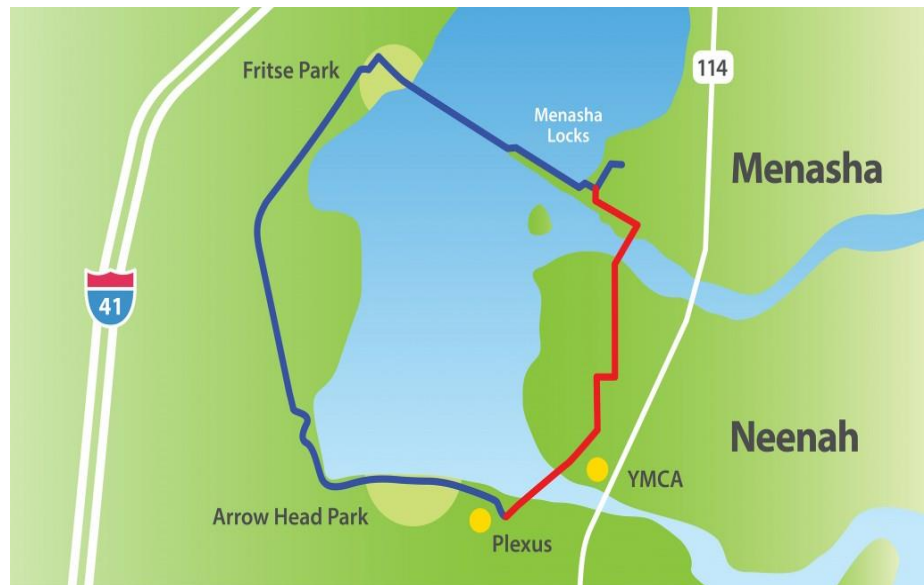 Fritse Park
114
Menasha
Locks
Menasha
41
Neenah
YMCA
Arrow Head Park
Plexus